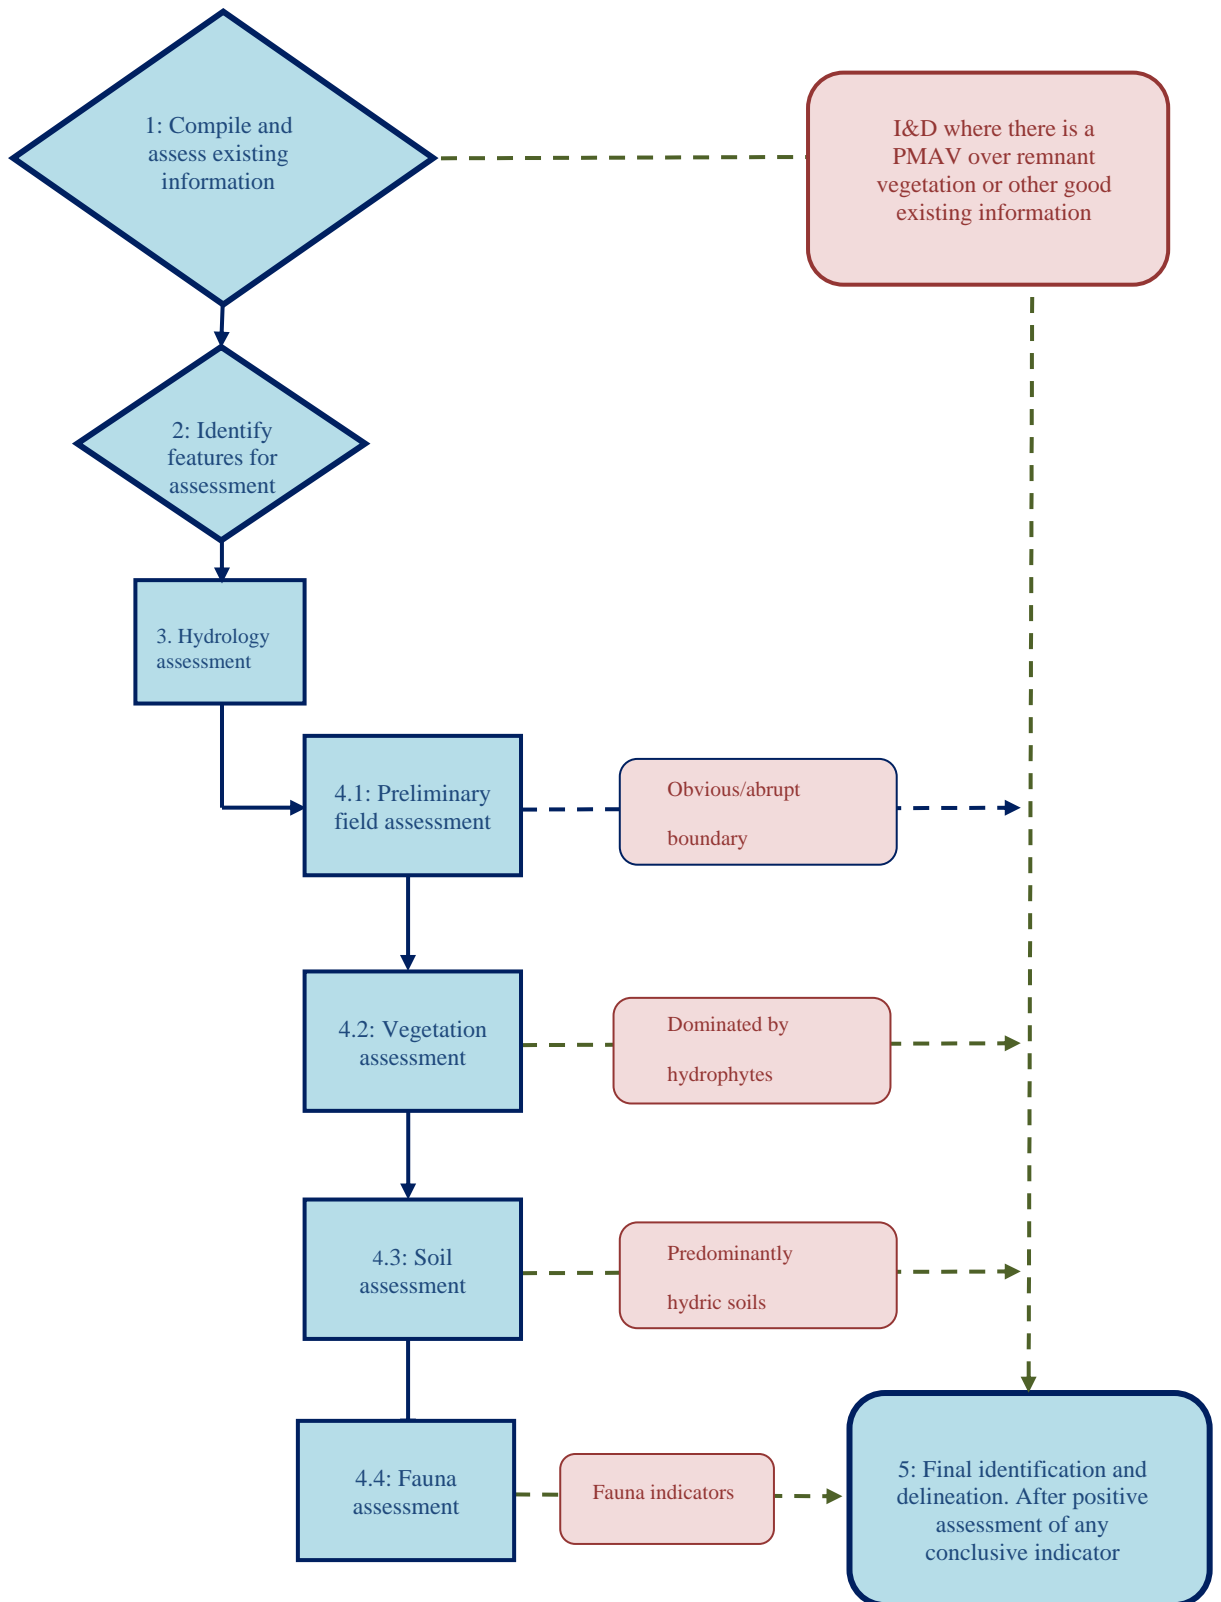 1: Compile and
assess existing
information
I&D where there is a
PMAV over remnant
vegetation or other good
existing information
2: Identify
features for
assessment
3. Hydrology
assessment
4.1: Preliminary
field assessment
Obvious/abrupt
boundary
4.2: Vegetation
assessment
Dominated by
hydrophytes
4.3: Soil
assessment
Predominantly
hydric soils
4.4: Fauna
assessment
Fauna indicators
5: Final identification and
delineation. After positive
assessment of any
conclusive indicator